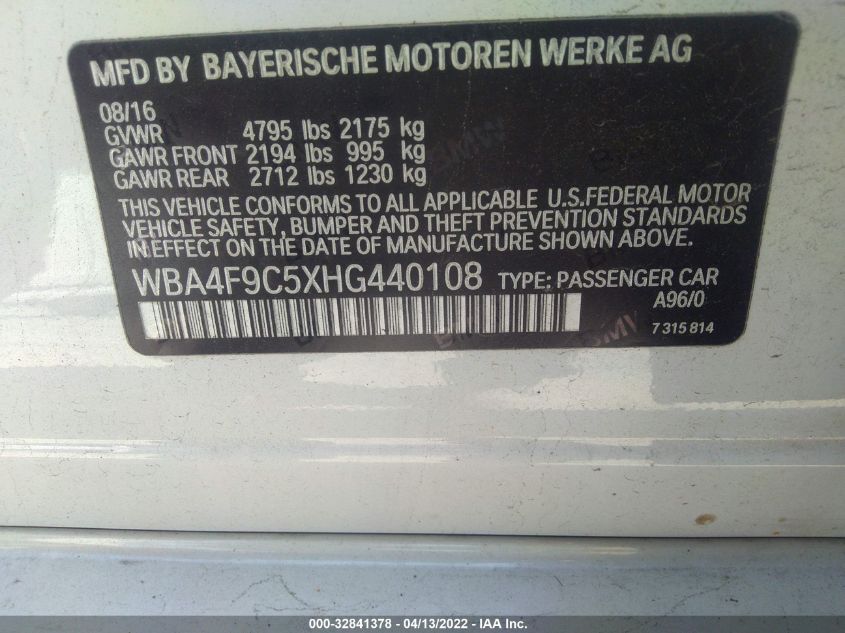 MFD BY BAYERISCHE MOTOREN WERKE AG
08/16
GVWR 4795 lbs 2175 kg
GAWR FRONT 2194 lbs 995 kg
GAWR REAR 2712 lbs 1230 kg
THIS VEHICLE CONFORMS TO ALL APPLICABLE U.S.FEDERAL MOTOR
VEHICLE SAFETY, BUMPER AND THEFT PREVENTION STANDARDS
IN EFFECT ON THE DATE OF MANUFACTURE SHOWN ABOVE.
WBA4F9C5XHG440108 TYPE: PASSENGER CAR
A96/0
7 315 814
BMW
BMW
000-32841378 - 04/13/2022 - IAA Inc.